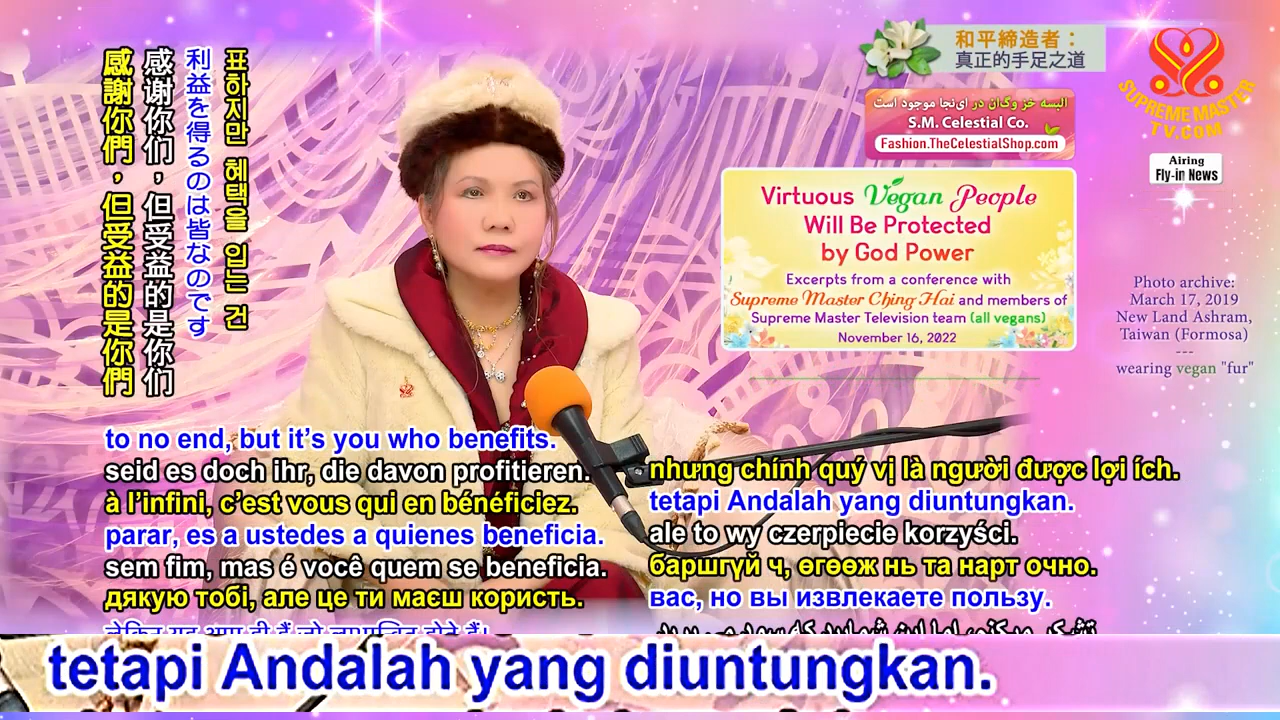 感謝你們，但受益的是你們
感谢你们，但受益的是你们
利益を得るのは皆なのです
표하지만 혜택을 입는 건
和平締造者：
真正的手足之道
SUPREME MASTER
TV.COM
البسه خز وگان در اینجا موجود است
S.M. Celestial Co.
Fashion.TheCelestialShop.com
Airing
Fly-in News
Virtuous Vegan People
Will Be Protected
by God Power
Excerpts from a conference with
Supreme Master Ching Hai and members of
Supreme Master Television team (all vegans)
November 16, 2022
Photo archive:
March 17, 2019
New Land Ashram,
Taiwan (Formosa)
---
wearing vegan "fur"
to no end, but it’s you who benefits.
seid es doch ihr, die davon profitieren.
à l’infini, c’est vous qui en bénéficiez.
parar, es a ustedes a quienes beneficia.
sem fim, mas é você quem se beneficia.
дякую тобі, але це ти маєш користь.
nhưng chính quý vị là người được lợi ích.
tetapi Andalah yang diuntungkan.
ale to wy czerpiecie korzyści.
баршгүй ч, өгөөж нь та нарт очно.
вас, но вы извлекаете пользу.
tetapi Andalah yang diuntungkan.